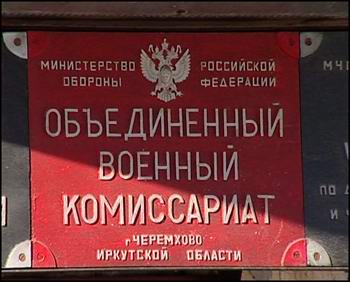 МИНИСТЕРСТВО РОССИЙСКОЙ
ОБОРОНЫ ФЕДЕРАЦИИ
ОБЪЕДИНЕННЫЙ
ВОЕННЫЙ
КОМИССАРИАТ
г. ЧЕРЕМХОВО
ИРКУТСКОЙ ОБЛАСТИ